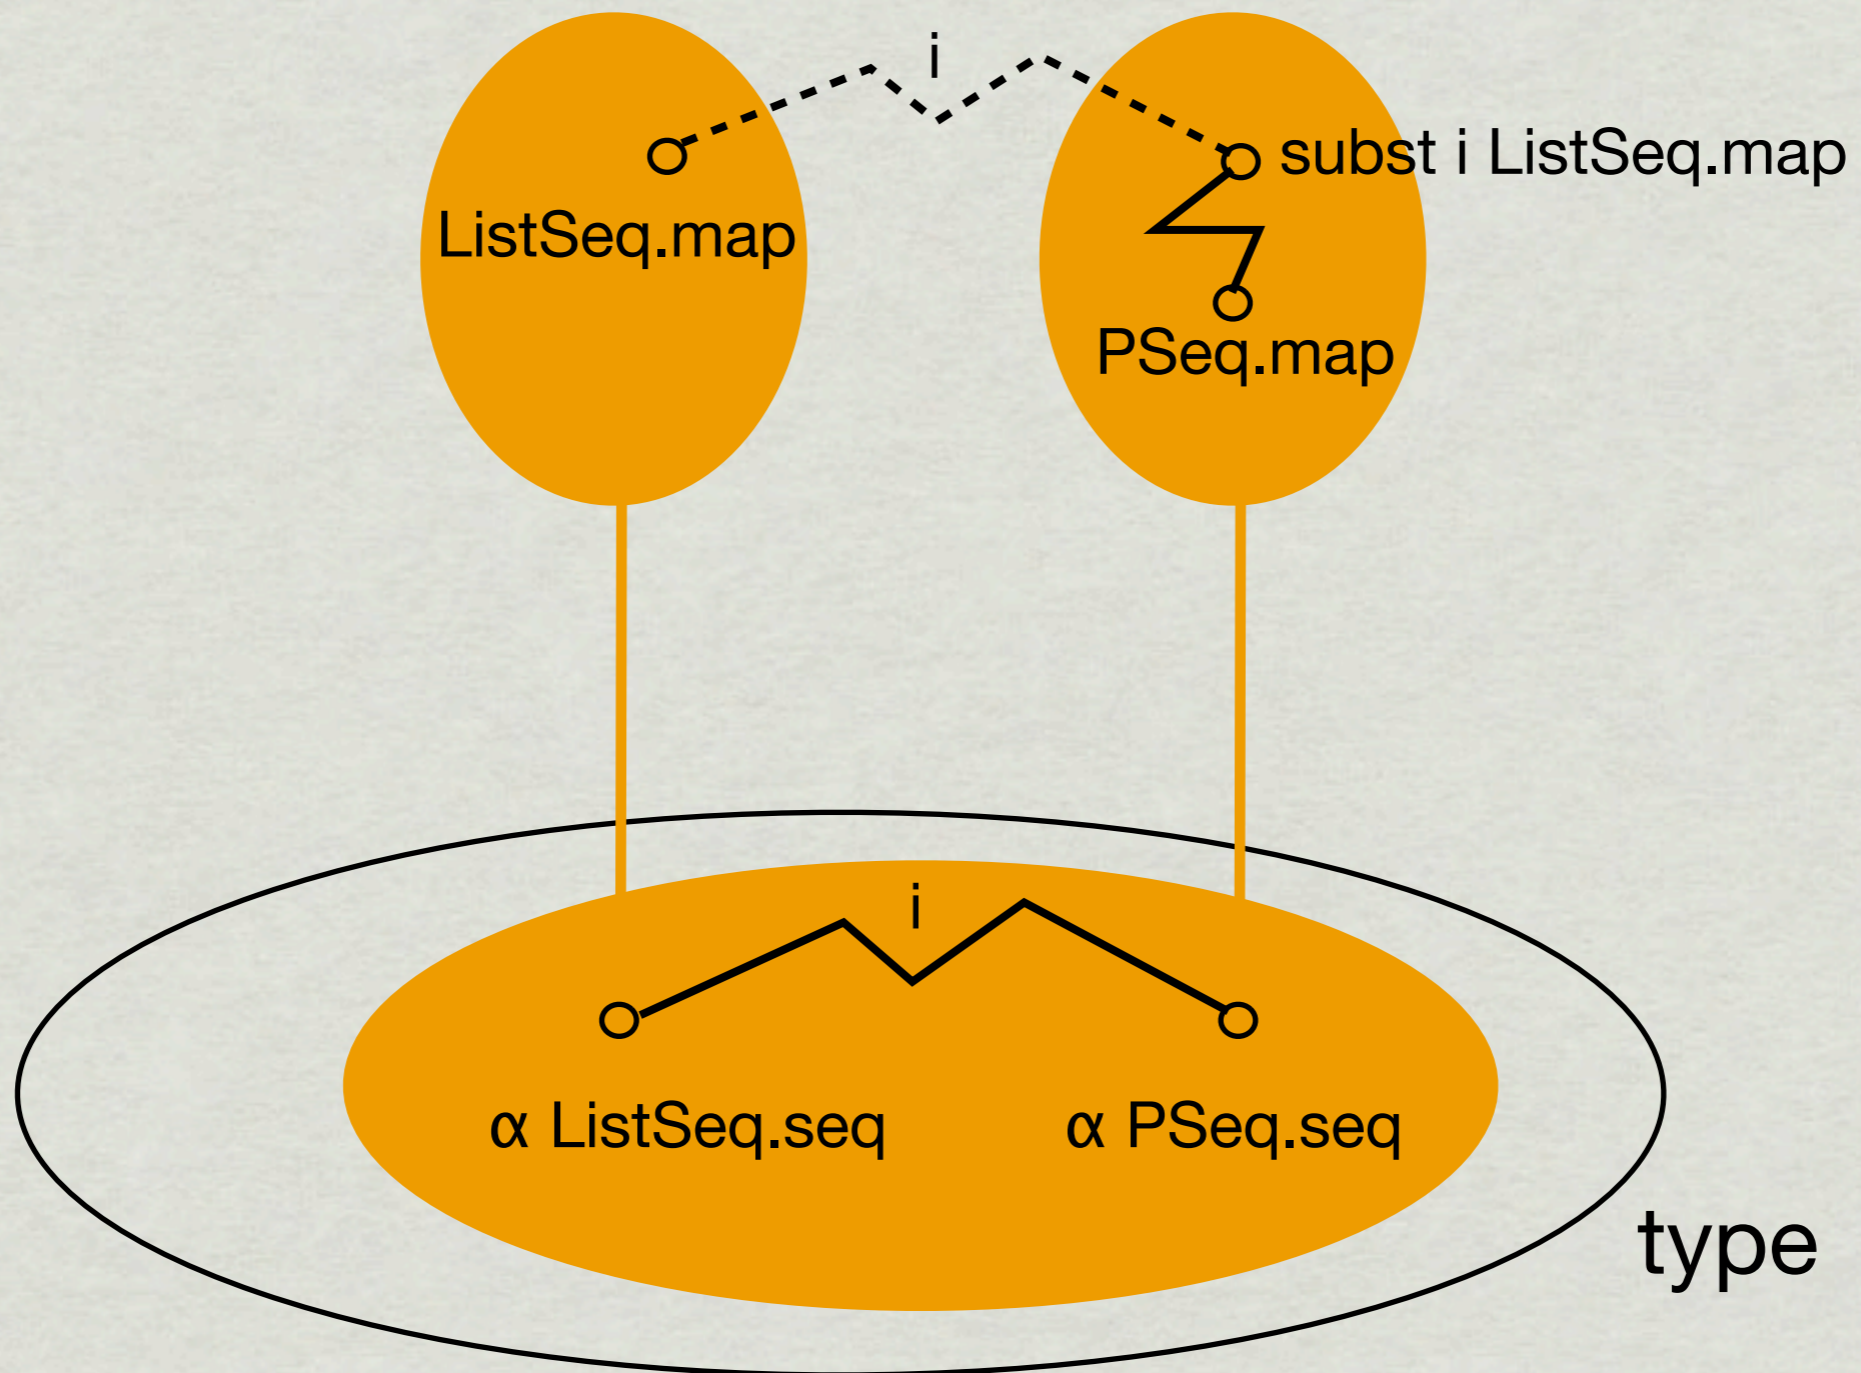 i
subst i ListSeq.map
ListSeq.map
PSeq.map
i
α ListSeq.seq
α PSeq.seq
type